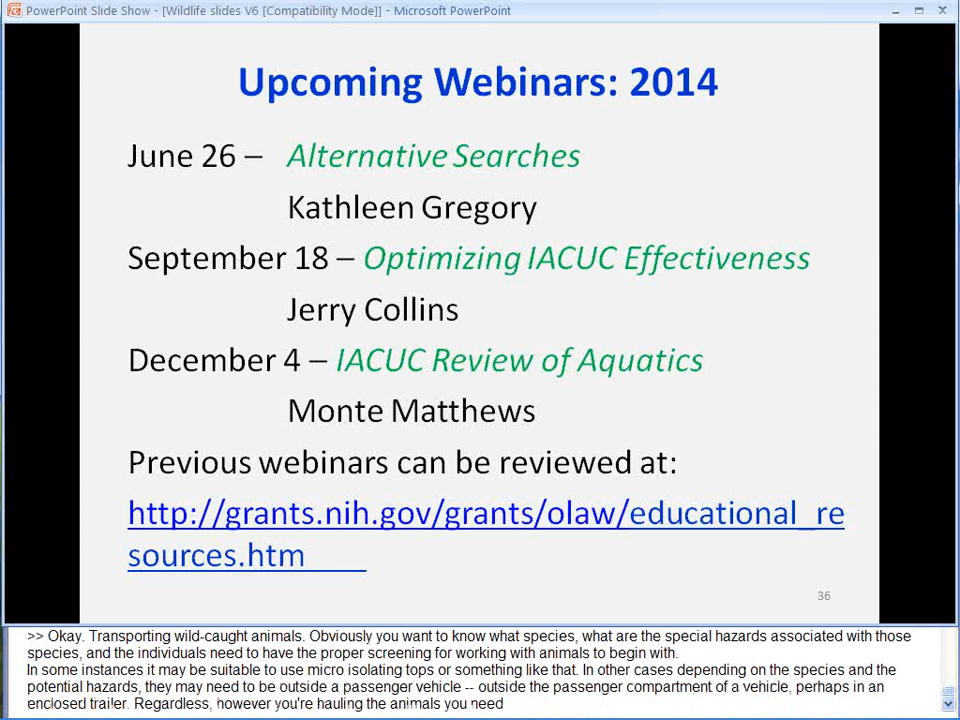 PowerPoint Slide Show - [Wildlife slides V6 [Compatibility Mode]] - Microsoft PowerPoint
Upcoming Webinars: 2014
June 26 – Alternative Searches
Kathleen Gregory
September 18 – Optimizing IACUC Effectiveness
Jerry Collins
December 4 – IACUC Review of Aquatics
Monte Matthews
Previous webinars can be reviewed at:
http://grants.nih.gov/grants/olaw/educational_re
sources.htm
36
>> Okay. Transporting wild-caught animals. Obviously you want to know what species, what are the special hazards associated with those
species, and the individuals need to have the proper screening for working with animals to begin with.
In some instances it may be suitable to use micro isolating tops or something like that. In other cases depending on the species and the
potential hazards, they may need to be outside a passenger vehicle -- outside the passenger compartment of a vehicle, perhaps in an
enclosed trailer. Regardless, however you're hauling the animals you need